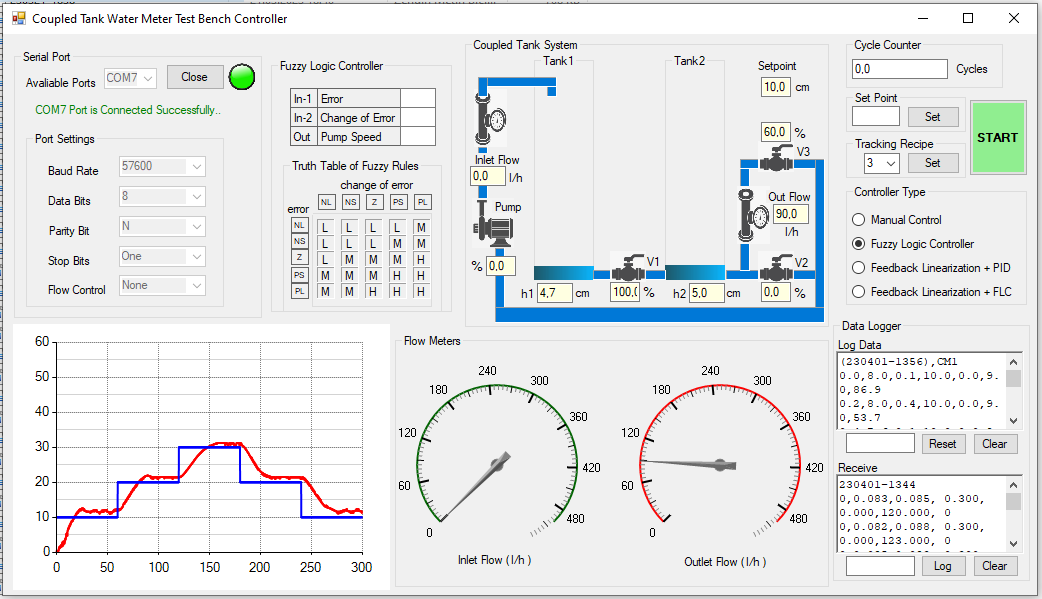 Coupled Tank Water Meter Test Bench Controller
Serial Port
Avaliable Ports COM7 Close
COM7 Port is Connected Successfully..
Port Settings
Baud Rate 57600
Data Bits 8
Parity Bit N
Stop Bits One
Flow Control None
Fuzzy Logic Controller
In-1 Error
In-2 Change of Error
Out Pump Speed
Truth Table of Fuzzy Rules
change of error
error NL NS Z PS PL
NL L L L L M
NS L L L M M
Z L M M M H
PS M M M H H
PL M M H H H
Coupled Tank System
Tank1 Tank2
Setpoint
10,0 cm
60,0 %
V3
Inlet Flow
0,0 l/h
Pump
% 0,0
Out Flow
90,0
l/h
V1 V2
h1 4,7 cm 100,( % h2 5,0 cm 0,0 %
Cycle Counter
0,0 Cycles
Set Point
Set
Tracking Recipe
3 Set
START
Controller Type
Manual Control
Fuzzy Logic Controller
Feedback Linearization + PID
Feedback Linearization + FLC
60
50
40
30
20
10
0
0 50 100 150 200 250 300
Flow Meters
0 60 120 180 240 300 360 420 480
Inlet Flow ( l/h )
0 60 120 180 240 300 360 420 480
Outlet Flow ( l/h )
Data Logger
Log Data
(230401-1356),CM1
0.0,8.0,0.1,10.0,0.0,9.
0,86.9
0.2,8.0,0.4,10.0,0.0,9.
0,53.7
Reset Clear
Receive
230401-1344
0,0.083,0.085, 0.300,
0.000,120.000, 0
0,0.082,0.088, 0.300,
0.000,123.000, 0
Log Clear